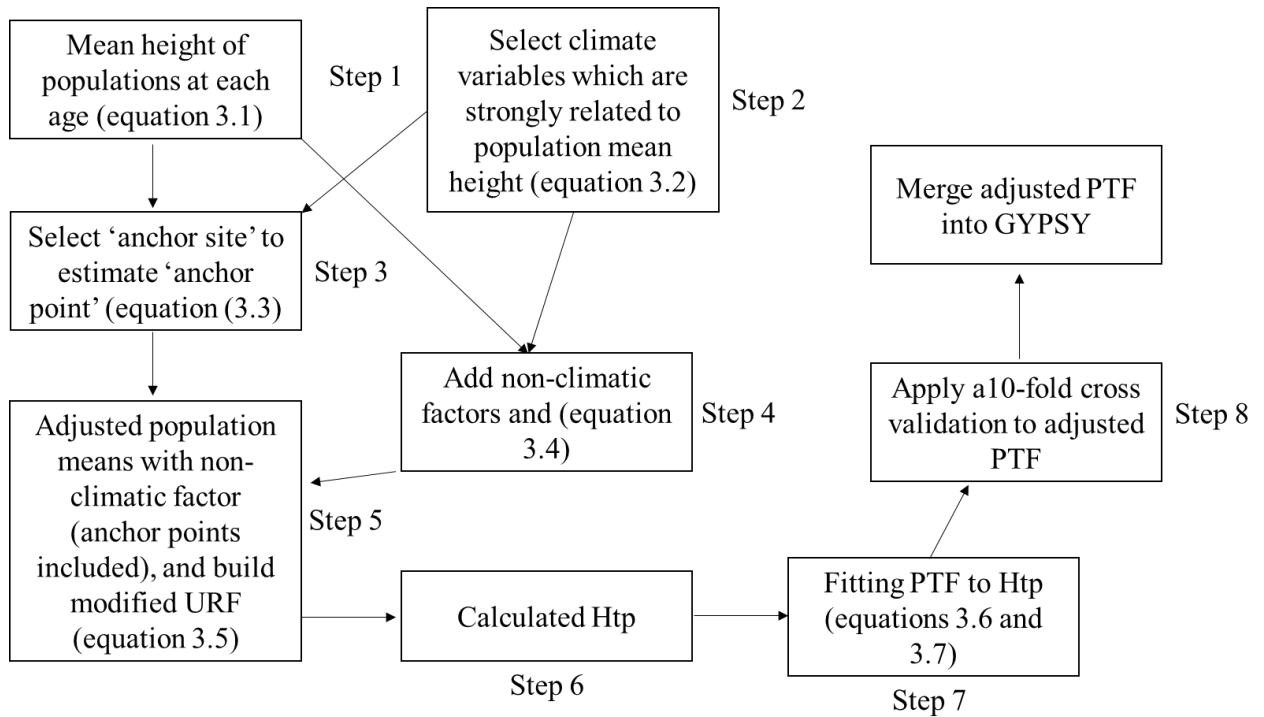 Mean height of
populations at each
age (equation 3.1)
Step 1
Select climate
variables which are
strongly related to
population mean
height (equation 3.2)
Step 2
Select ‘anchor site’ to
estimate ‘anchor
point’ (equation (3.3)
Step 3
Add non-climatic
factors and (equation
3.4)
Step 4
Adjusted population
means with non-
climatic factor
(anchor points
included), and build
modified URF
(equation 3.5)
Step 5
Calculated Htp
Step 6
Fitting PTF to Htp
(equations 3.6 and
3.7)
Step 7
Apply a10-fold cross
validation to adjusted
PTF
Step 8
Merge adjusted PTF
into GYPSY